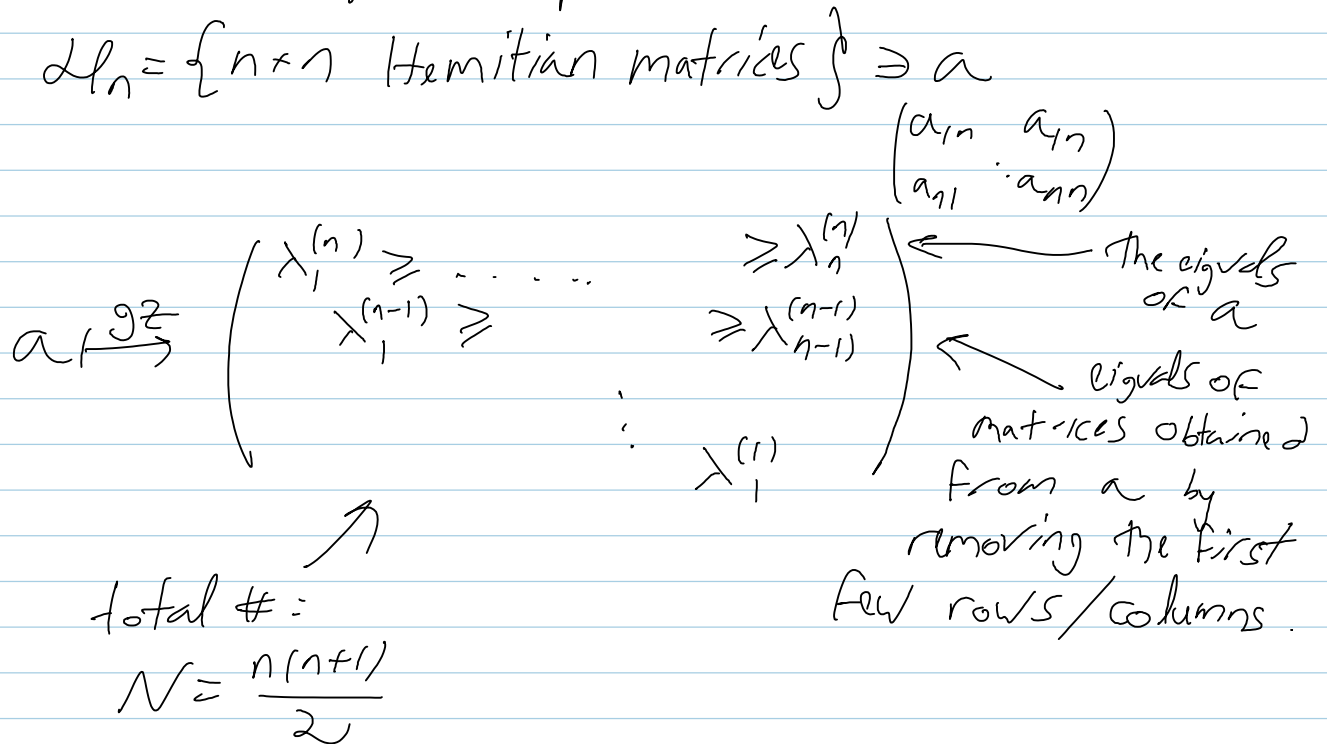 ℋn = {n×n Hemitian matrices} ∋ a
(a1n a1n
an1 ⋱ ann)
a ↦gz (λ1^(n) ≥ ..... ≥ λn^(n)
λ1^(n-1) ≥ ≥ λn-1^(n-1)
⋮
λ1^(1))
the eigvals
of a
eigvals of
matrices obtained
from a by
removing the first
few rows/columns.
total #:
N = n(n+1)/2